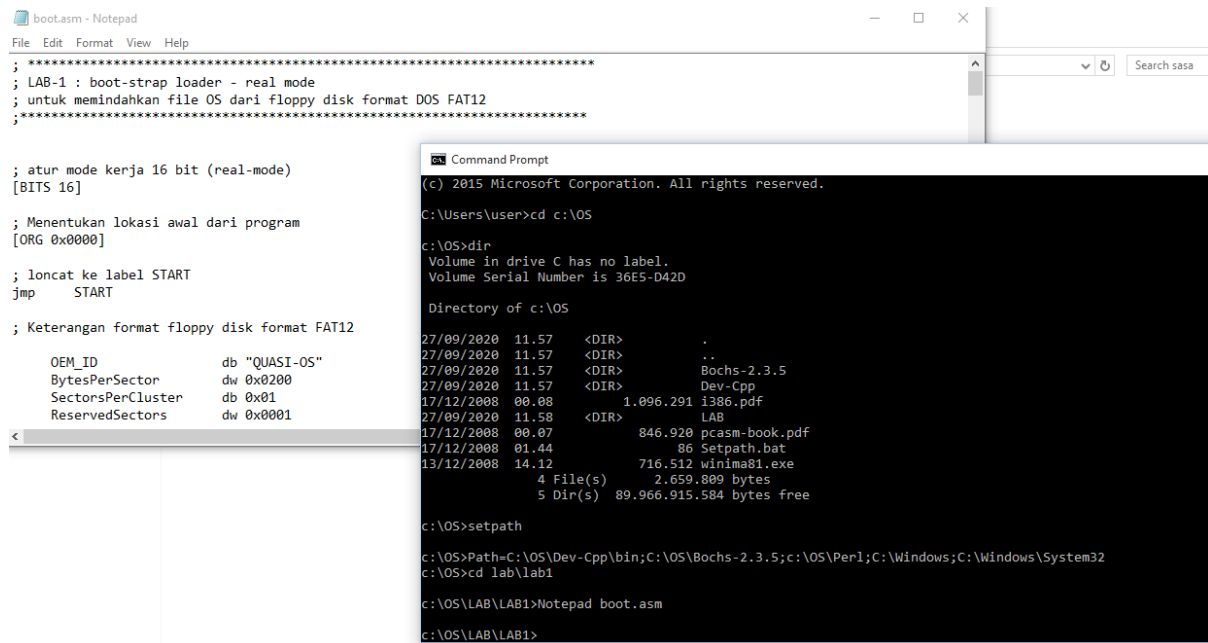 boot.asm - Notepad
File Edit Format View Help
; *************************************************************************
; LAB-1 : boot-strap loader - real mode
; untuk memindahkan file OS dari floppy disk format DOS FAT12
;*************************************************************************
; atur mode kerja 16 bit (real-mode)
[BITS 16]
; Menentukan lokasi awal dari program
[ORG 0x0000]
; loncat ke label START
jmp START
; Keterangan format floppy disk format FAT12
OEM_ID db "QUASI-OS"
BytesPerSector dw 0x0200
SectorsPerCluster db 0x01
ReservedSectors dw 0x0001
Search sasa
Command Prompt
(c) 2015 Microsoft Corporation. All rights reserved.
C:\Users\user>cd c:\OS
c:\OS>dir
Volume in drive C has no label.
Volume Serial Number is 36E5-D42D
Directory of c:\OS
27/09/2020 11.57 <DIR> .
27/09/2020 11.57 <DIR> ..
27/09/2020 11.57 <DIR> Bochs-2.3.5
27/09/2020 11.57 <DIR> Dev-Cpp
17/12/2008 00.08 1.096.291 i386.pdf
27/09/2020 11.58 <DIR> LAB
17/12/2008 00.07 846.920 pcasm-book.pdf
17/12/2008 01.44 86 Setpath.bat
13/12/2008 14.12 716.512 winima81.exe
4 File(s) 2.659.809 bytes
5 Dir(s) 89.966.915.584 bytes free
c:\OS>setpath
c:\OS>Path=C:\OS\Dev-Cpp\bin;C:\OS\Bochs-2.3.5;c:\OS\Perl;C:\Windows;C:\Windows\System32
c:\OS>cd lab\lab1
c:\OS\LAB\LAB1>Notepad boot.asm
c:\OS\LAB\LAB1>